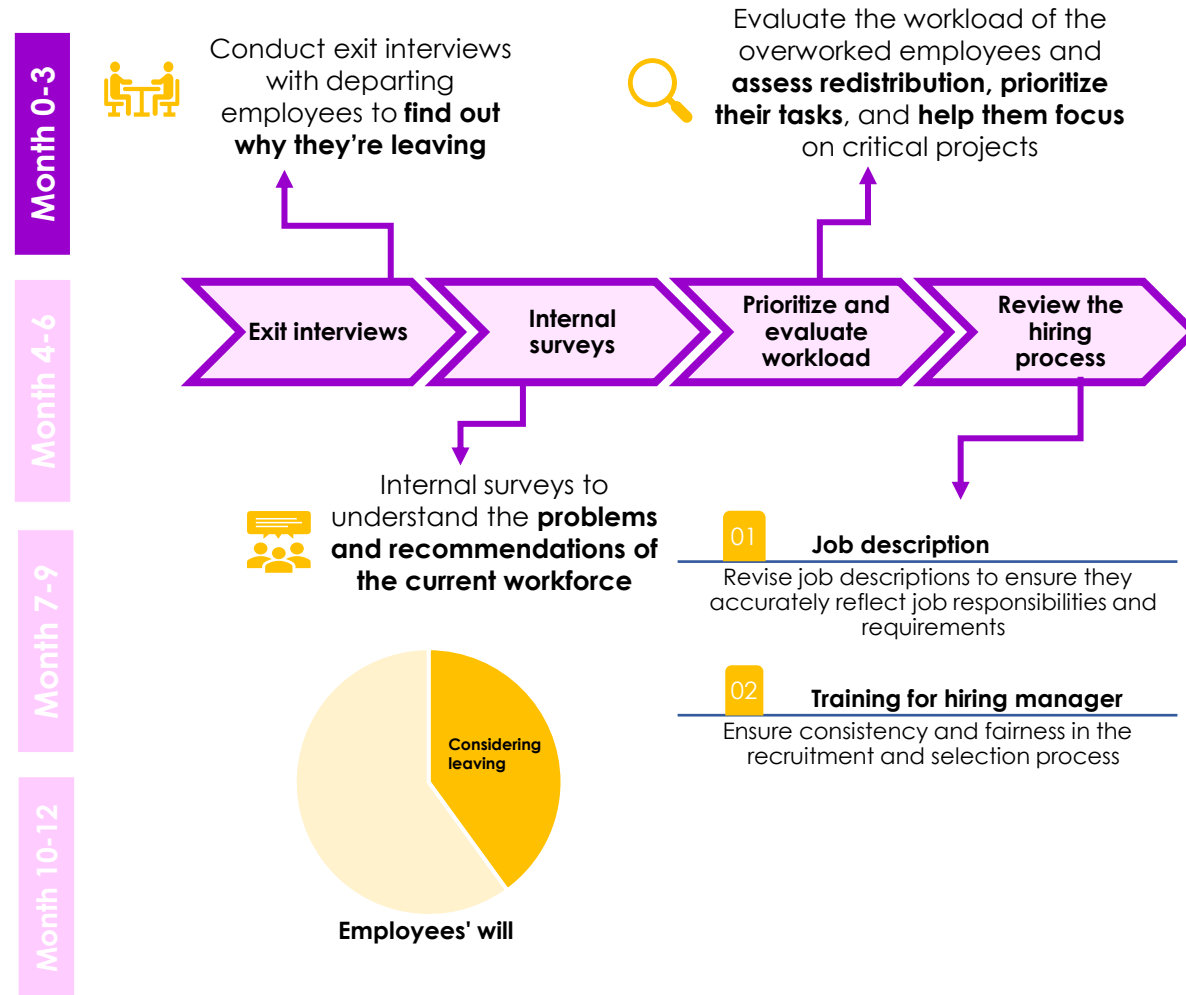 Month 0-3
Month 4-6
Month 7-9
Month 10-12
Conduct exit interviews
with departing
employees to find out
why they’re leaving
Evaluate the workload of the
overworked employees and
assess redistribution, prioritize
their tasks, and help them focus
on critical projects
Exit interviews
Internal
surveys
Prioritize and
evaluate
workload
Review the
hiring
process
Internal surveys to
understand the problems
and recommendations of
the current workforce
Considering
leaving
Employees' will
01
Job description
Revise job descriptions to ensure they
accurately reflect job responsibilities and
requirements
02
Training for hiring manager
Ensure consistency and fairness in the
recruitment and selection process